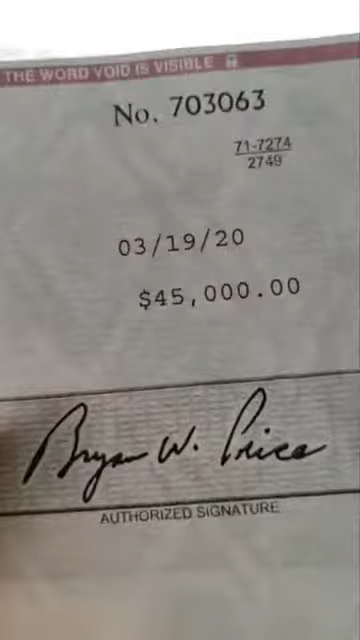 THE WORD VOID IS VISIBLE
No. 703063
71-7274
2749
03/19/20
$45,000.00
Bryan W. Price
AUTHORIZED SIGNATURE